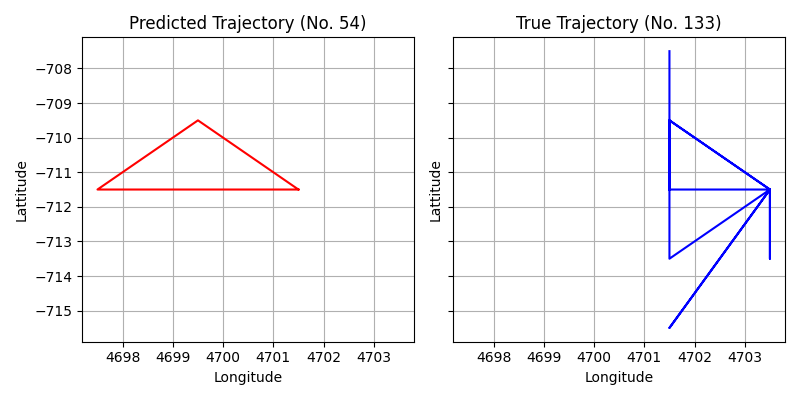 Predicted Trajectory (No. 54)
True Trajectory (No. 133)
Lattitude
−708
−709
−710
−711
−712
−713
−714
−715
4698 4699 4700 4701 4702 4703
Longitude
Lattitude
4698 4699 4700 4701 4702 4703
Longitude